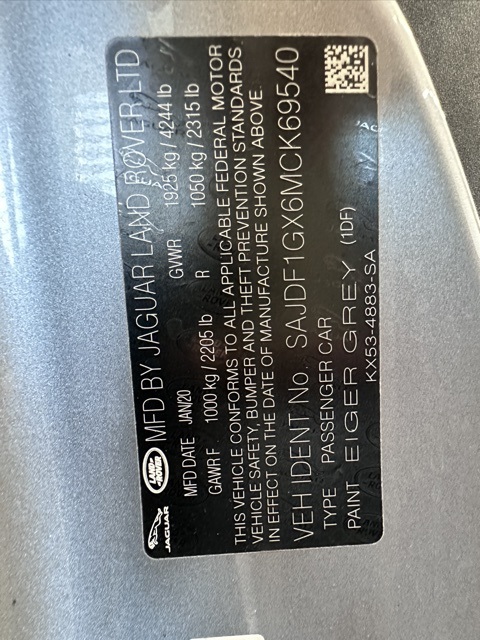 JAGUAR
LAND ROVER
MFD BY JAGUAR LAND ROVER LTD
MFD DATE JAN/20 GVWR 1925 kg / 4244 lb
GAWR F 1000 kg / 2205 lb R 1050 kg / 2315 lb
THIS VEHICLE CONFORMS TO ALL APPLICABLE FEDERAL MOTOR
VEHICLE SAFETY, BUMPER AND THEFT PREVENTION STANDARDS
IN EFFECT ON THE DATE OF MANUFACTURE SHOWN ABOVE.
VEH IDENT No. SAJDF1GX6MCK69540
TYPE PASSENGER CAR
PAINT EIGER GREY (1DF)
KX53-4883-SA